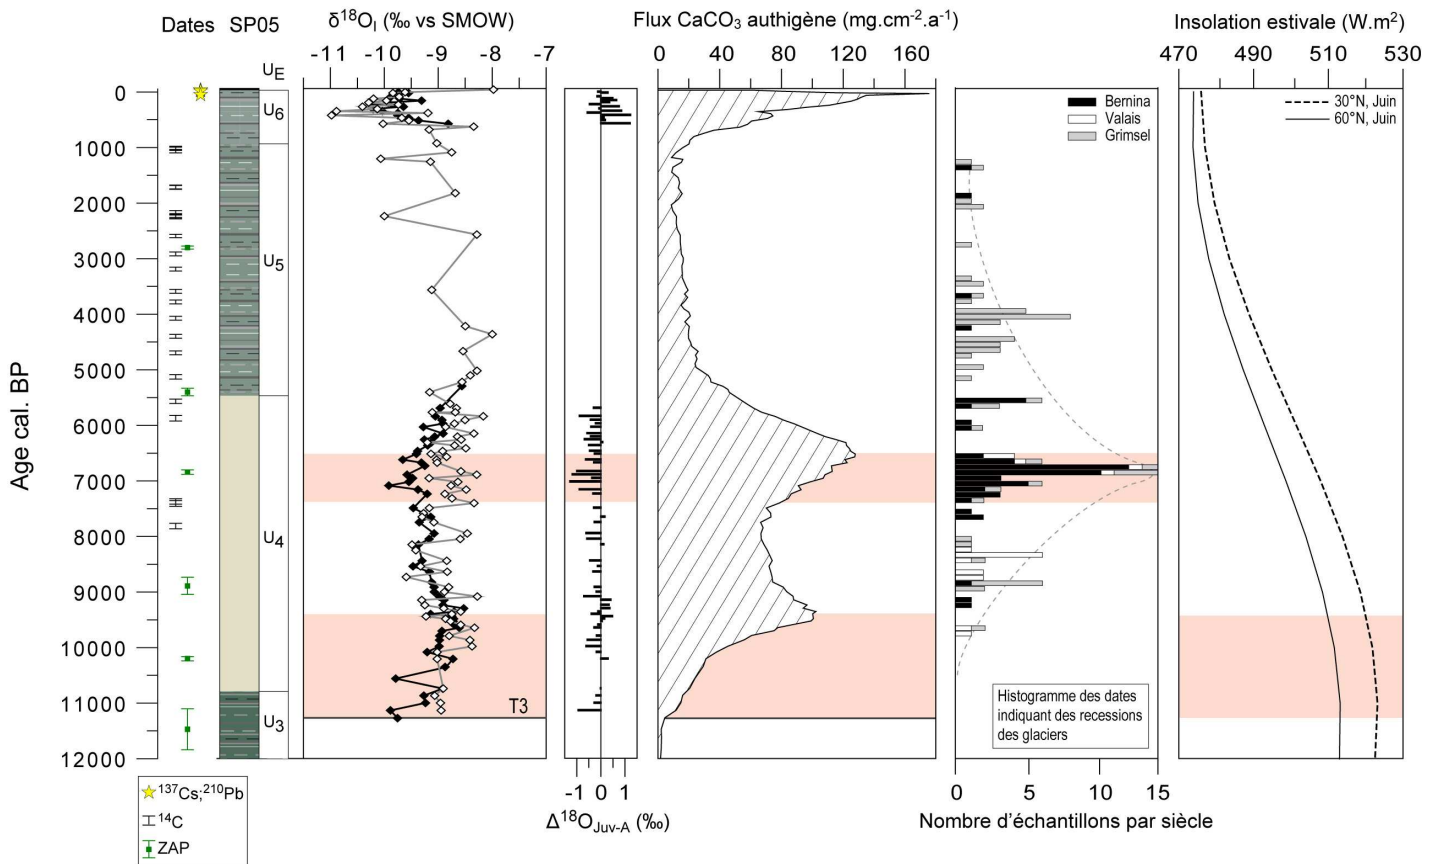 Dates SP05 δ¹⁸Oₗ (‰ vs SMOW) Flux CaCO₃ authigène (mg.cm⁻².a⁻¹) Insolation estivale (W.m²)
-11 -10 -9 -8 -7 0 40 80 120 160 470 490 510 530
Age cal. BP
0
1000
2000
3000
4000
5000
6000
7000
8000
9000
10000
11000
12000
U_E
U₆
U₅
U₄
U₃
T3
Bernina
Valais
Grimsel
30°N, Juin
60°N, Juin
Histogramme des dates
indiquant des recessions
des glaciers
-1 0 1 0 5 10 15
Δ¹⁸O_Juv-A (‰) Nombre d'échantillons par siècle
¹³⁷Cs;²¹⁰Pb
¹⁴C
ZAP